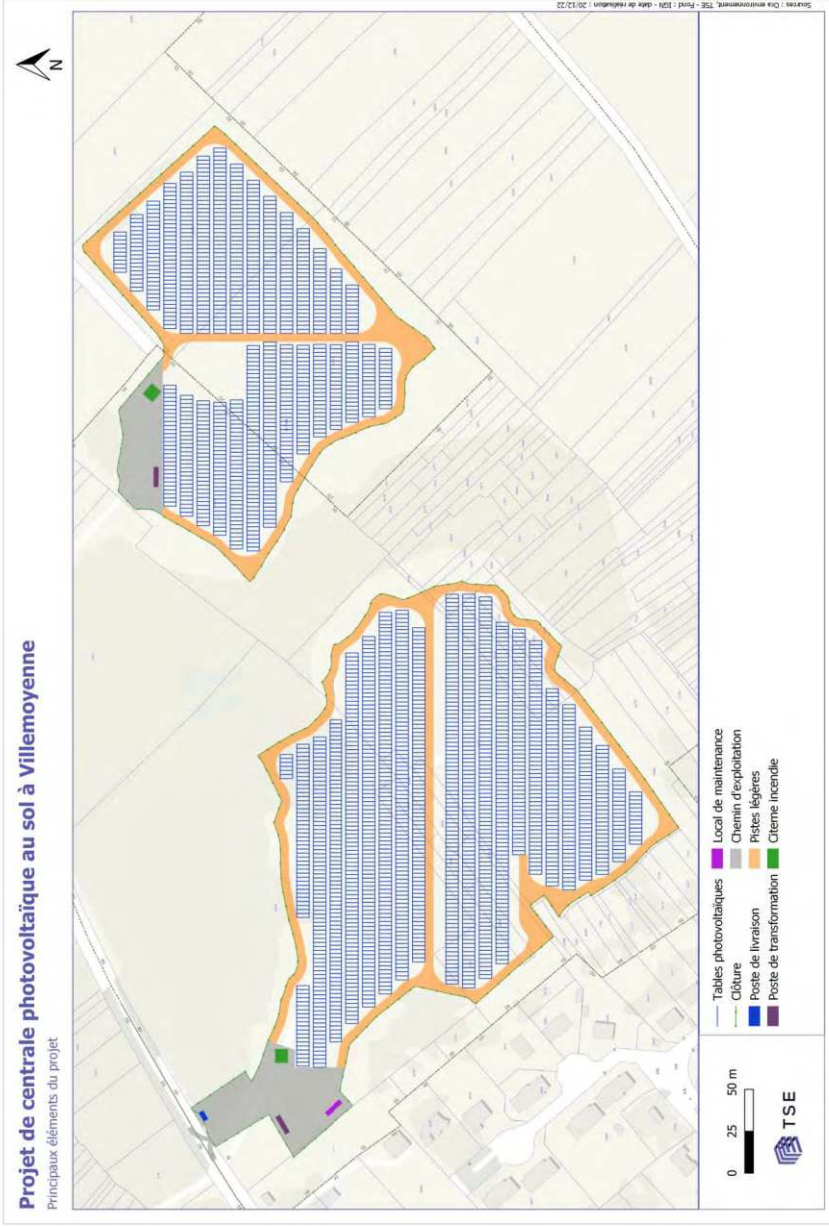 Projet de centrale photovoltaïque au sol à Villemoyenne
Principaux éléments du projet
N
0 25 50 m
TSE
Tables photovoltaïques
Clôture
Poste de livraison
Poste de transformation
Local de maintenance
Chemin d'exploitation
Pistes légères
Citerne incendie
Sources : Ora environnement, TSE - Fond : IGN - date de réalisation : 20/12/22